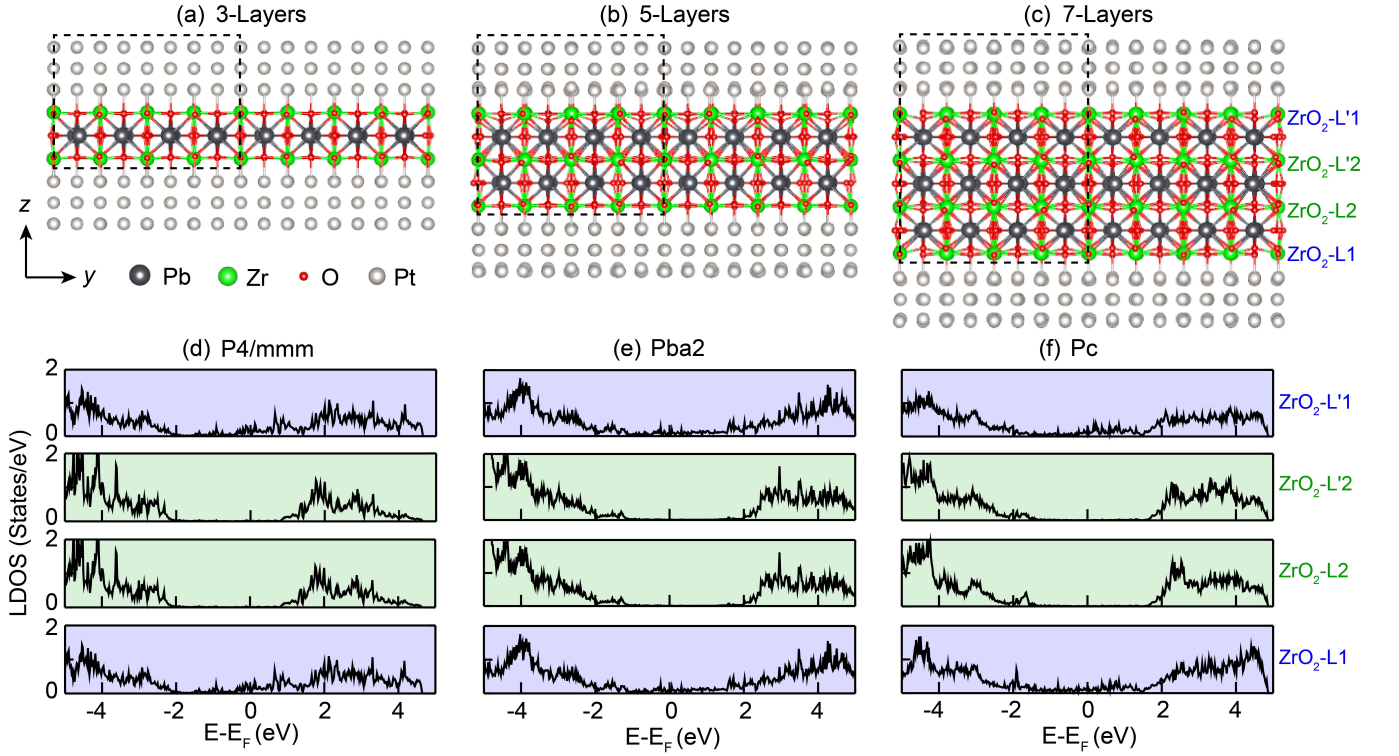 (a) 3-Layers
(b) 5-Layers
(c) 7-Layers
ZrO2-L'1
ZrO2-L'2
ZrO2-L2
ZrO2-L1
z
y
Pb Zr O Pt
(d) P4/mmm
(e) Pba2
(f) Pc
LDOS (States/eV)
2
0
2
0
2
0
2
0
ZrO2-L'1
ZrO2-L'2
ZrO2-L2
ZrO2-L1
-4 -2 0 2 4
-4 -2 0 2 4
-4 -2 0 2 4
E-EF (eV)
E-EF (eV)
E-EF (eV)